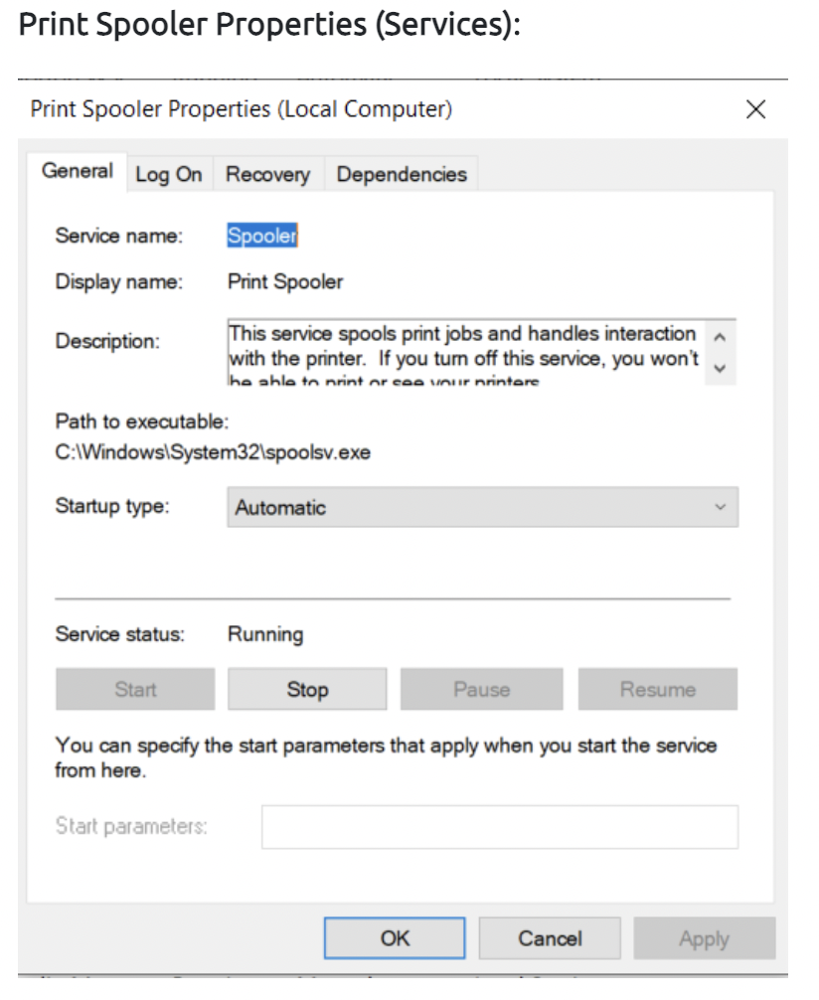 Print Spooler Properties (Services):
Print Spooler Properties (Local Computer)
General Log On Recovery Dependencies
Service name: Spooler
Display name: Print Spooler
Description: This service spools print jobs and handles interaction
with the printer. If you turn off this service, you won't
be able to print or see your printers
Path to executable:
C:\Windows\System32\spoolsv.exe
Startup type: Automatic
Service status: Running
Start Stop Pause Resume
You can specify the start parameters that apply when you start the service
from here.
Start parameters:
OK Cancel Apply